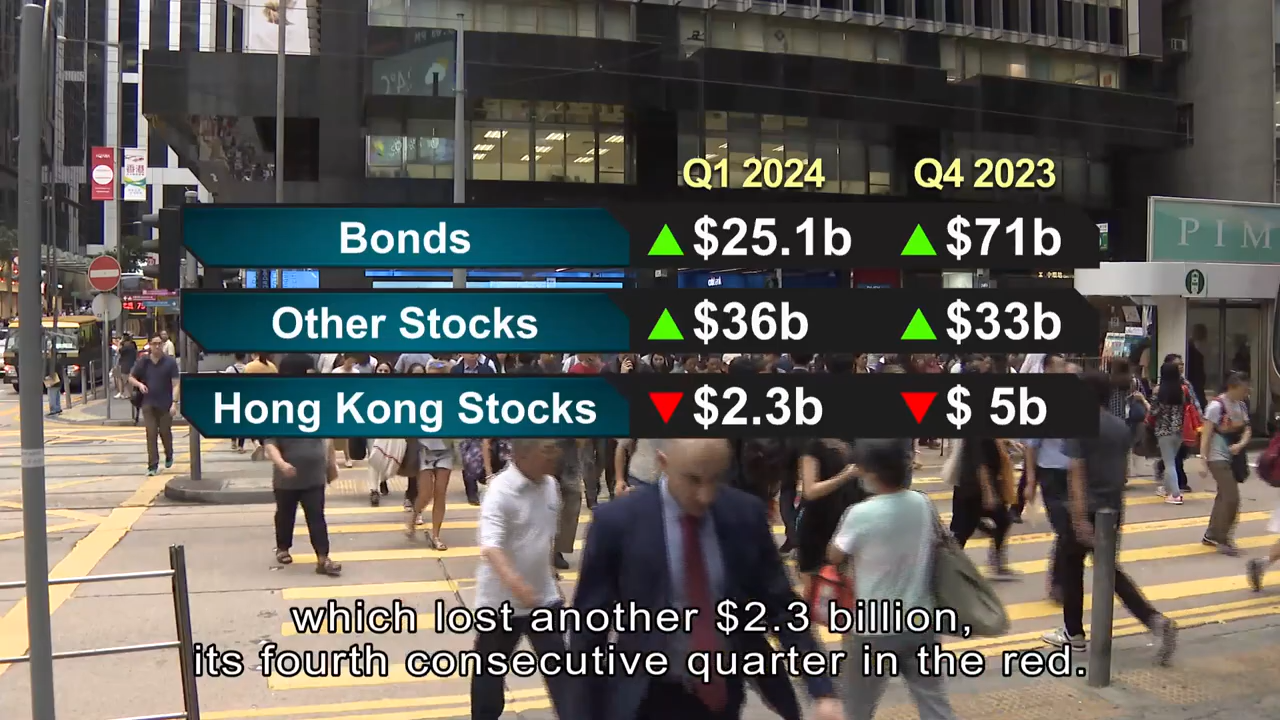 Q1 2024 Q4 2023
Bonds ▲ $25.1b ▲ $71b
Other Stocks ▲ $36b ▲ $33b
Hong Kong Stocks ▼ $2.3b ▼ $ 5b
PIM
which lost another $2.3 billion,
its fourth consecutive quarter in the red.